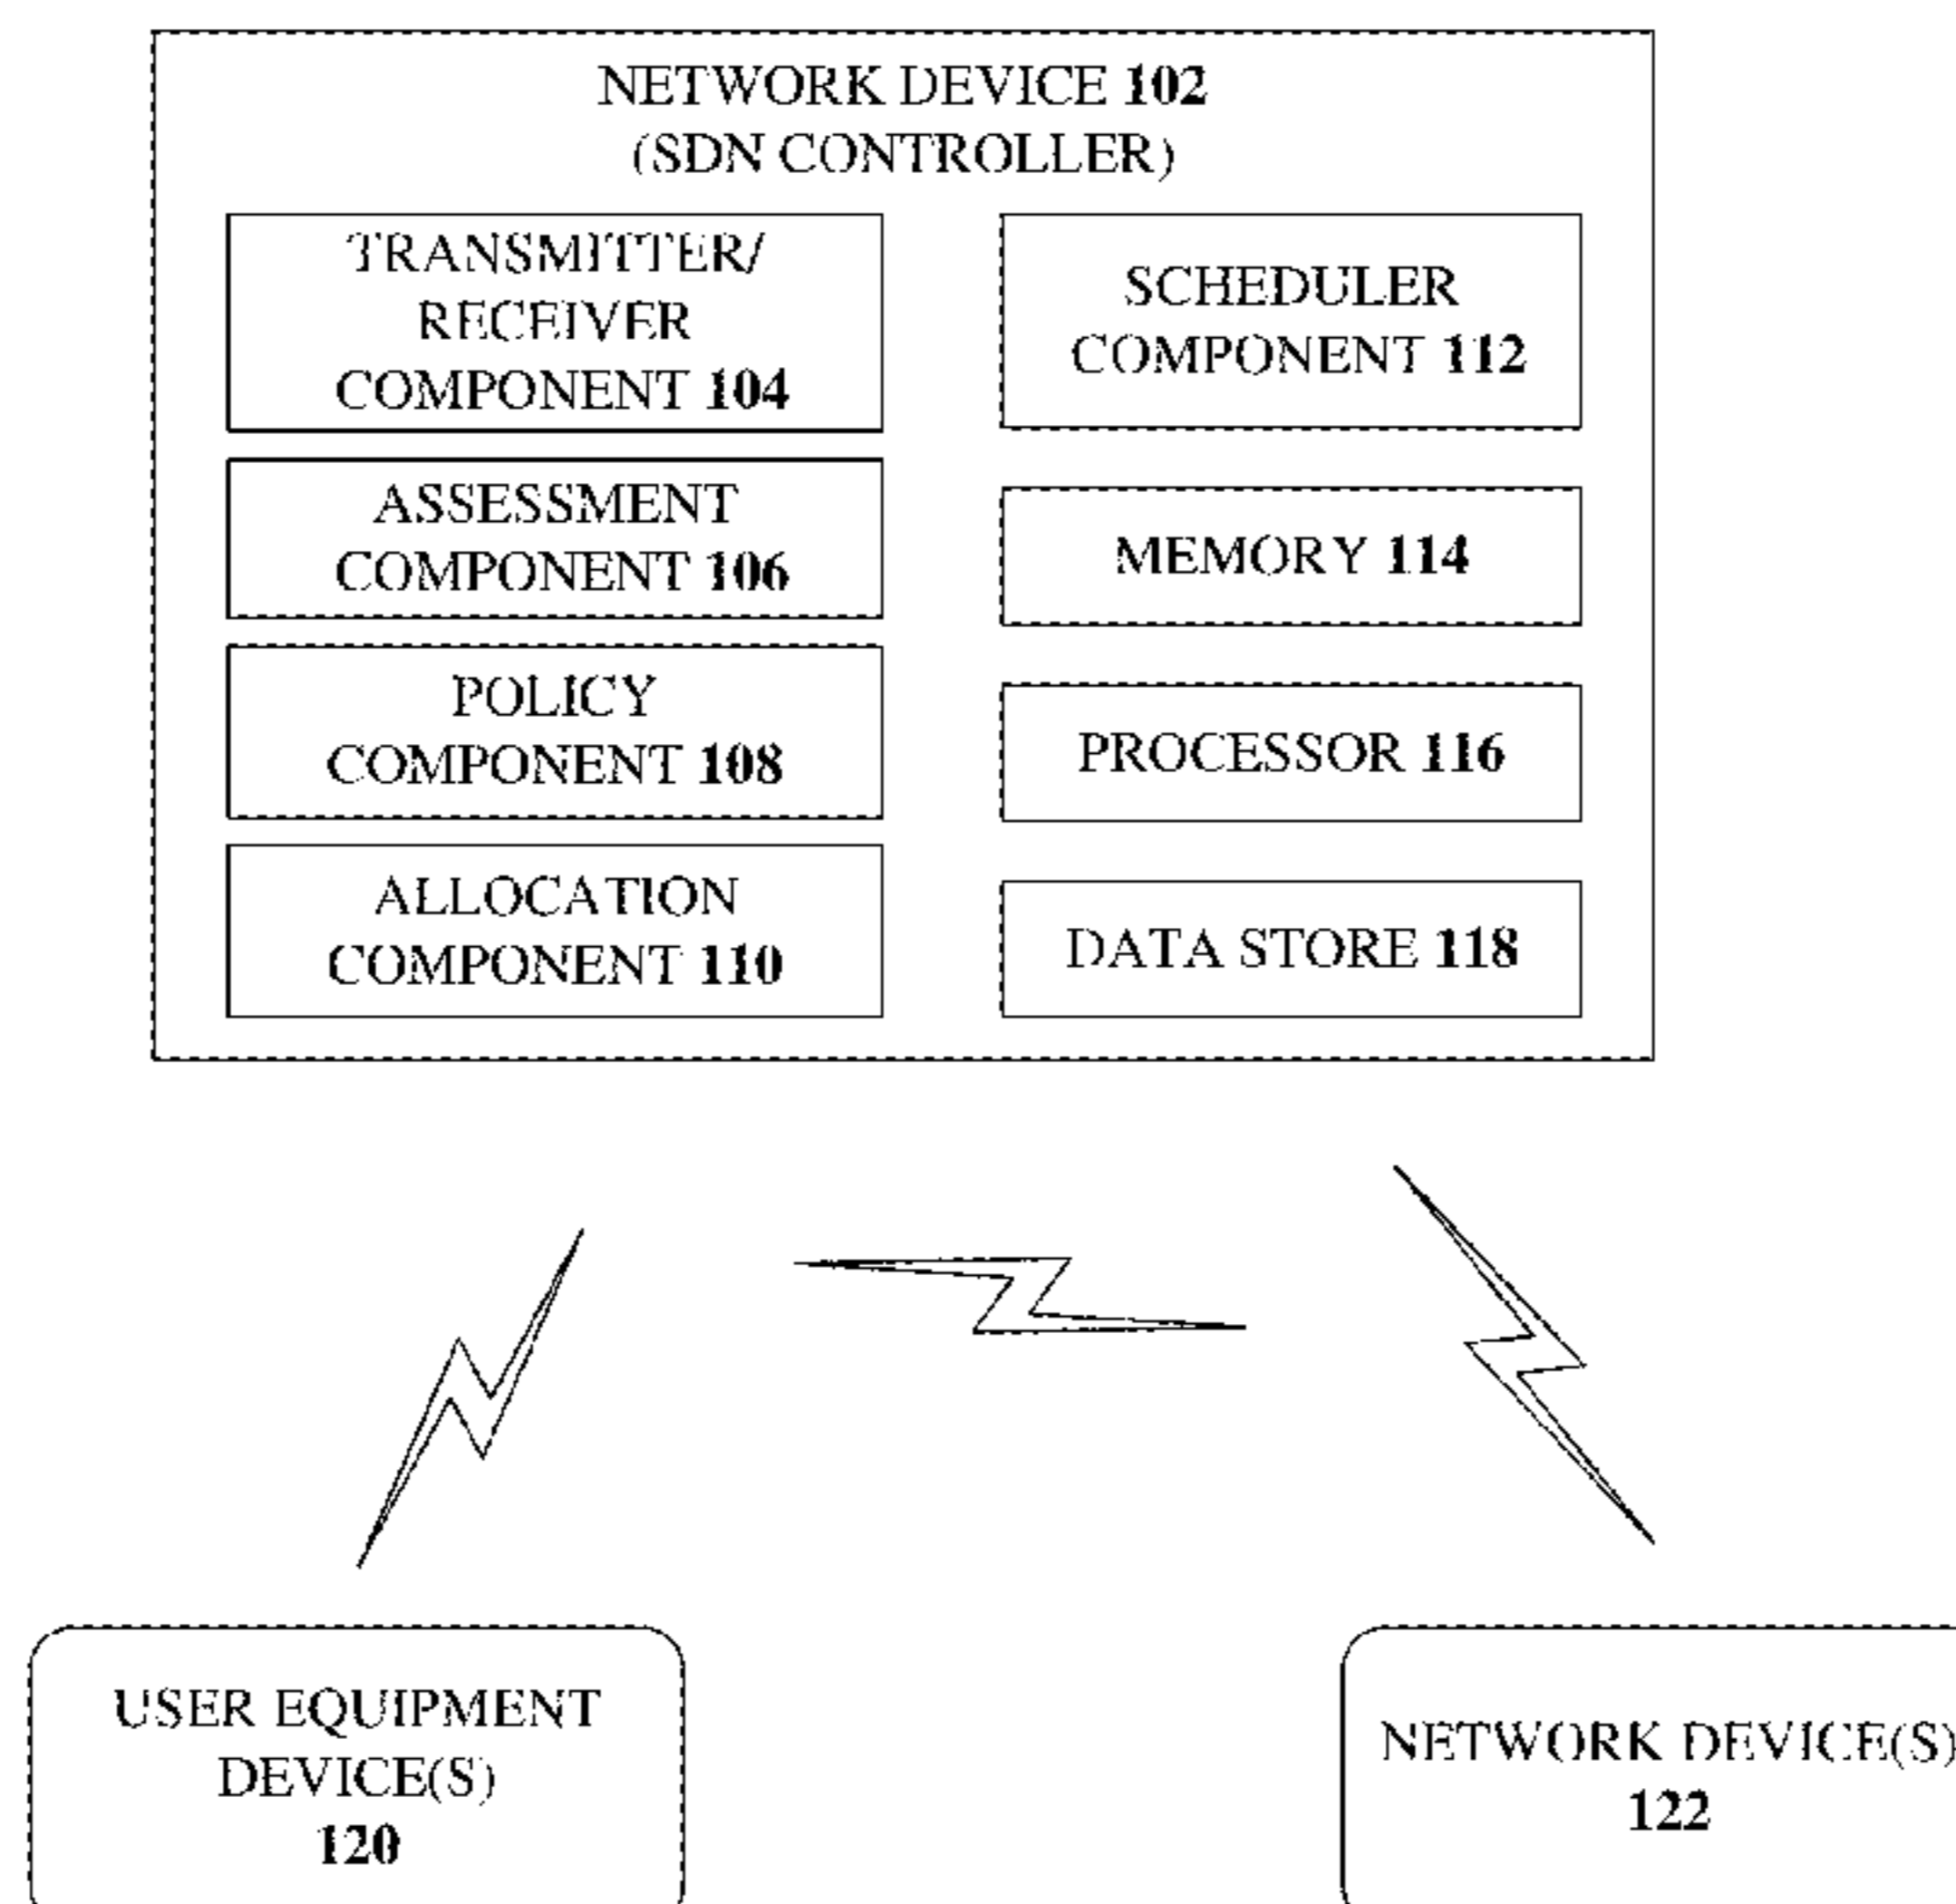 NETWORK DEVICE 102
(SDN CONTROLLER)
TRANSMITTER/
RECEIVER
COMPONENT 104
ASSESSMENT
COMPONENT 106
POLICY
COMPONENT 108
ALLOCATION
COMPONENT 110
SCHEDULER
COMPONENT 112
MEMORY 114
PROCESSOR 116
DATA STORE 118
USER EQUIPMENT
DEVICE(S)
120
NETWORK DEVICE(S)
122